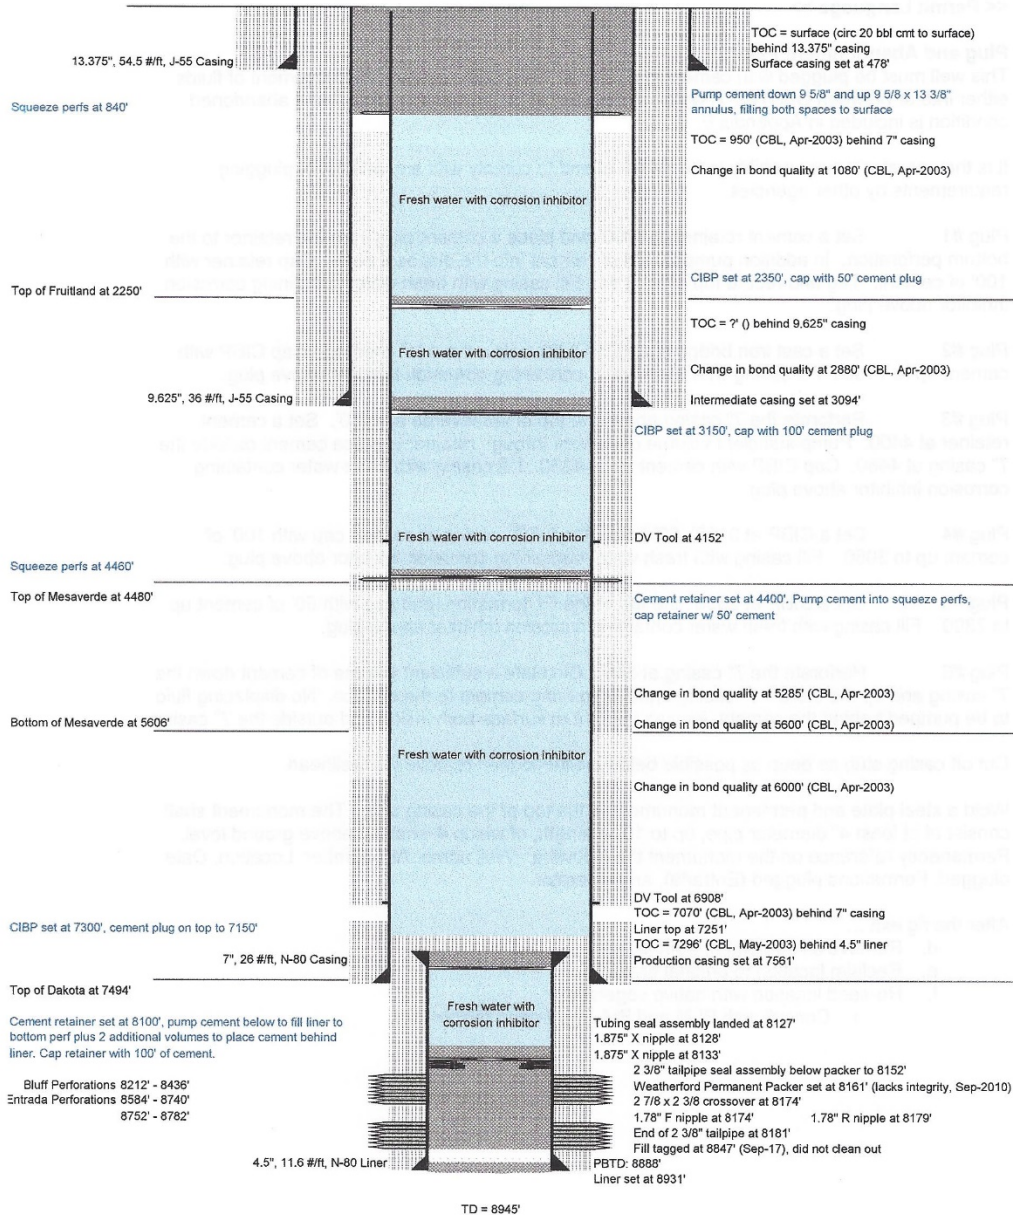 TOC = surface (circ 20 bbl cmt to surface)
behind 13.375" casing
Surface casing set at 478'
13.375", 54.5 #/ft, J-55 Casing
Squeeze perfs at 840'
Pump cement down 9 5/8" and up 9 5/8 x 13 3/8"
annulus, filling both spaces to surface
TOC = 950' (CBL, Apr-2003) behind 7" casing
Change in bond quality at 1080' (CBL, Apr-2003)
Fresh water with corrosion inhibitor
CIBP set at 2350', cap with 50' cement plug
Top of Fruitland at 2250'
TOC = ?' () behind 9.625" casing
Fresh water with corrosion inhibitor
Change in bond quality at 2880' (CBL, Apr-2003)
9.625", 36 #/ft, J-55 Casing
Intermediate casing set at 3094'
CIBP set at 3150', cap with 100' cement plug
Fresh water with corrosion inhibitor
DV Tool at 4152'
Squeeze perfs at 4460'
Top of Mesaverde at 4480'
Cement retainer set at 4400'. Pump cement into squeeze perfs,
cap retainer w/ 50' cement
Change in bond quality at 5285' (CBL, Apr-2003)
Bottom of Mesaverde at 5606'
Change in bond quality at 5600' (CBL, Apr-2003)
Fresh water with corrosion inhibitor
Change in bond quality at 6000' (CBL, Apr-2003)
DV Tool at 6908'
TOC = 7070' (CBL, Apr-2003) behind 7" casing
CIBP set at 7300', cement plug on top to 7150'
Liner top at 7251'
TOC = 7296' (CBL, May-2003) behind 4.5" liner
7", 26 #/ft, N-80 Casing
Production casing set at 7561'
Top of Dakota at 7494'
Fresh water with
corrosion inhibitor
Cement retainer set at 8100', pump cement below to fill liner to
bottom perf plus 2 additional volumes to place cement behind
liner. Cap retainer with 100' of cement.
Tubing seal assembly landed at 8127'
1.875" X nipple at 8128'
1.875" X nipple at 8133'
2 3/8" tailpipe seal assembly below packer to 8152'
Weatherford Permanent Packer set at 8161' (lacks integrity, Sep-2010)
2 7/8 x 2 3/8 crossover at 8174'
1.78" F nipple at 8174' 1.78" R nipple at 8179'
End of 2 3/8" tailpipe at 8181'
Fill tagged at 8847' (Sep-17), did not clean out
Bluff Perforations 8212' - 8436'
Entrada Perforations 8584' - 8740'
8752' - 8782'
4.5", 11.6 #/ft, N-80 Liner
PBTD: 8888'
Liner set at 8931'
TD = 8945'